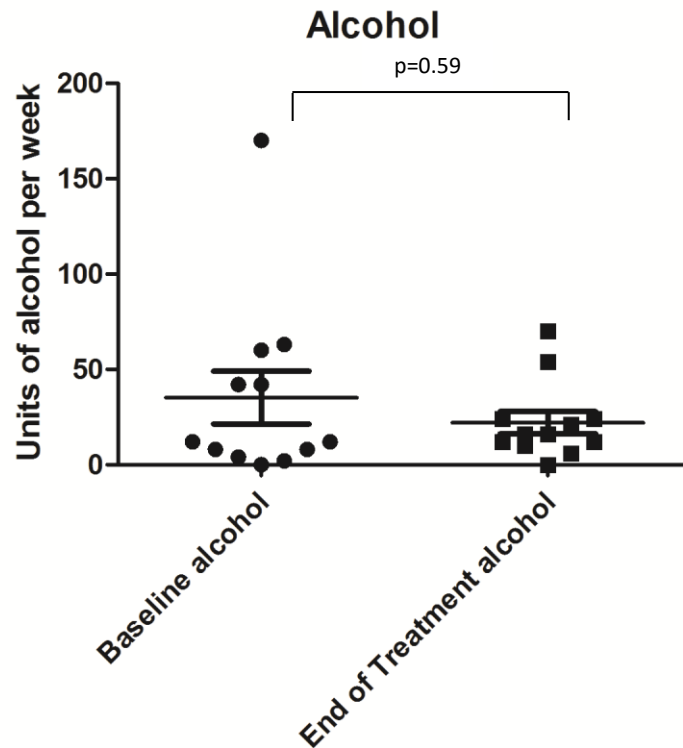 Alcohol
p=0.59
Units of alcohol per week
200
150
100
50
0
Baseline alcohol
End of Treatment alcohol